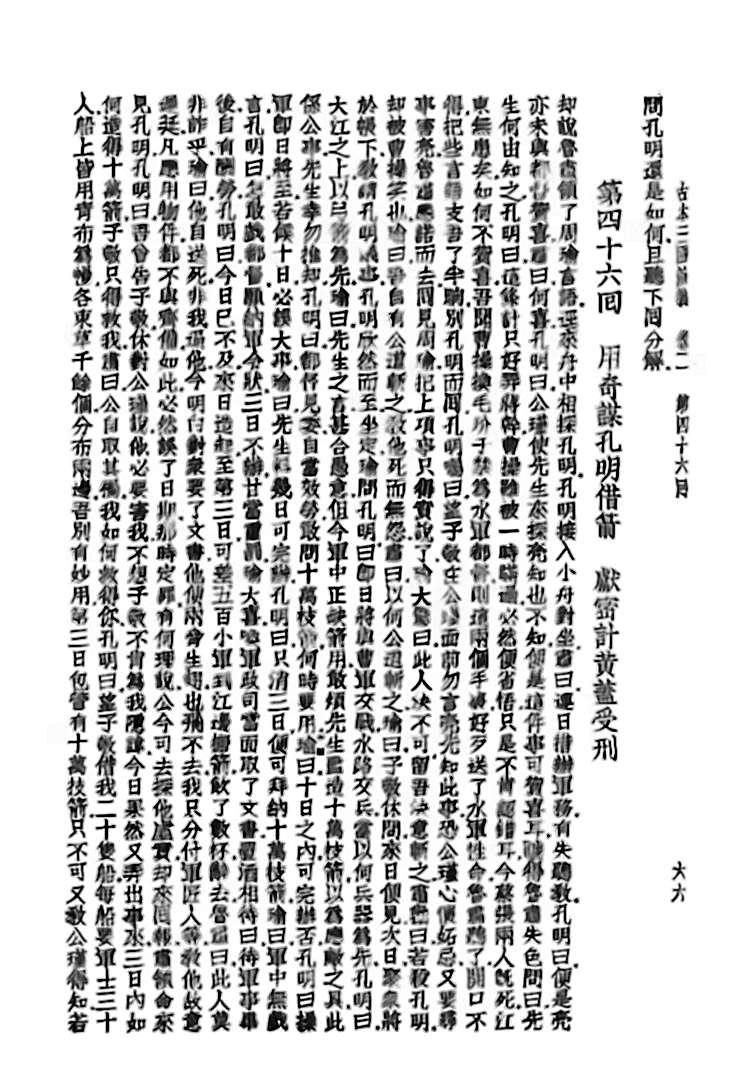 第四十六回
六六
問孔明還是如何且聽下回分解
第四十六回 用奇謀孔明借箭 獻密計黃蓋受刑
却說魯肅領了周瑜言語逕來舟中相探孔明孔明接入小舟對坐肅曰連日措辦軍務有失聽教孔明曰便是亮
亦未與都督賀喜肅曰何喜孔明曰公瑾使先生來探亮知也不知便是這件事可賀喜耳諕得魯肅失色問曰先
生何由知之孔明曰這條計只好弄蔣幹曹操雖被一時瞞過必然便省悟只是不肯認錯耳今蔡張兩人既死江
東無患矣如何不賀喜吾聞曹操換毛玠于禁爲水軍都督則這兩個手裏好歹送了水軍性命魯肅聽了開口不
得把些言語支吾了半晌別孔明而回孔明囑曰望子敬在公瑾面前勿言亮先知此事恐公瑾心懷妬忌又要尋
事害亮魯肅應諾而去回見周瑜把上項事只得實說了瑜大驚曰此人決不可留吾決意斬之肅勸曰若殺孔明
却被曹操笑也瑜曰吾自有公道斬之敎他死而無怨肅曰以何公道斬之瑜曰子敬休問來日便見次日聚衆將
於帳下敎請孔明議事孔明欣然而至坐定瑜問孔明曰卽日將與曹軍交戰水路交兵當以何兵器爲先孔明曰
大江之上以弓箭爲先瑜曰先生之言甚合愚意但今軍中正缺箭用敢煩先生監造十萬枝箭以爲應敵之具此
係公事先生幸勿推却孔明曰都督見委自當效勞敢問十萬枝箭何時要用瑜曰十日之內可完辦否孔明曰操
軍卽日將至若候十日必誤大事瑜曰先生料幾日可完辦孔明曰只消三日便可拜納十萬枝箭瑜曰軍中無戲
言孔明曰怎敢戲都督願納軍令狀三日不辦甘當重罰瑜大喜喚軍政司當面取了文書置酒相待曰待軍事畢
後自有酬勞孔明曰今日已不及來日造起至第三日可差五百小軍到江邊搬箭飲了數杯辭去魯肅曰此人莫
非詐乎瑜曰他自送死非我逼他今明白對衆要了文書他便兩脅生翅也飛不去我只分付軍匠人等教他故意
遲延凡應用物件都不與齊備如此必然誤了日期那時定罪有何理說公今可去探他虛實却來回報肅領命來
見孔明孔明曰吾曾告子敬休對公瑾說他必要害我不想子敬不肯爲我隱諱今日果然又弄出事來三日內如
何造得十萬箭子敬只得救我肅曰公自取其禍我如何救得你孔明曰望子敬借我二十隻船每船要軍士三十
人船上皆用青布爲幔各束草千餘個分布兩邊吾別有妙用第三日包管有十萬枝箭只不可又敎公瑾得知若